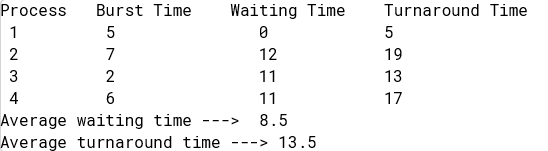 Process   Burst Time    Waiting Time    Turnaround Time
 1         5               0            5
 2         7               12           19
 3         2               11           13
 4         6               11           17
Average waiting time --->  8.5
Average turnaround time ---> 13.5